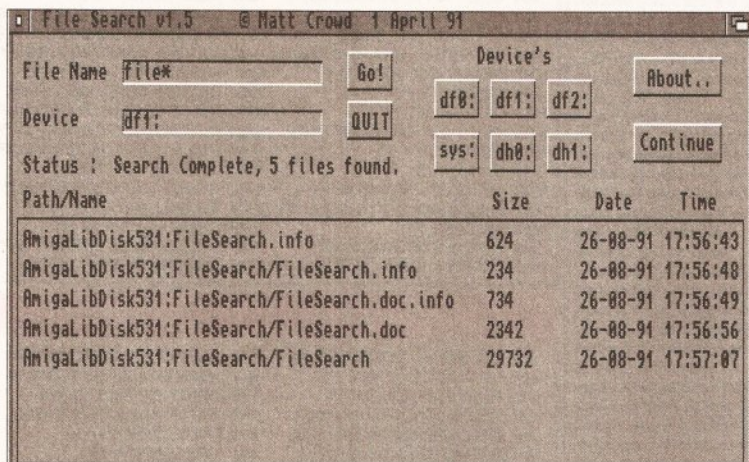 File Search v1.5 @ Matt Crowd 1 April 91
File Name file* Go!
Device df1: QUIT
Device's
df0: df1: df2:
sys: dh0: dh1:
About..
Continue
Status : Search Complete, 5 files found.
Path/Name Size Date Time
AmigaLibDisk531:FileSearch.info 624 26-08-91 17:56:43
AmigaLibDisk531:FileSearch/FileSearch.info 234 26-08-91 17:56:48
AmigaLibDisk531:FileSearch/FileSearch.doc.info 734 26-08-91 17:56:49
AmigaLibDisk531:FileSearch/FileSearch.doc 2342 26-08-91 17:56:56
AmigaLibDisk531:FileSearch/FileSearch 29732 26-08-91 17:57:07